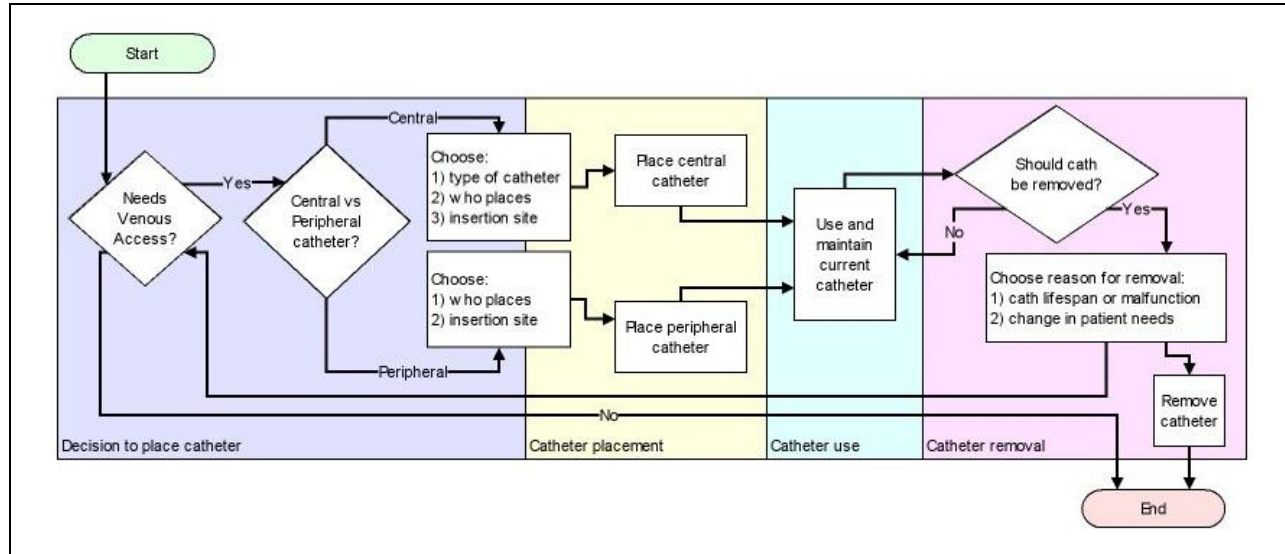 Start
Needs
Venous
Access?
Yes
Central vs
Peripheral
catheter?
Central
Peripheral
Choose:
1) type of catheter
2) who places
3) insertion site
Choose:
1) who places
2) insertion site
No
Decision to place catheter
Place central
catheter
Place peripheral
catheter
Catheter placement
Use and
maintain
current
catheter
Catheter use
Should cath
be removed?
No
Yes
Choose reason for removal:
1) cath lifespan or malfunction
2) change in patient needs
Remove
catheter
Catheter removal
End